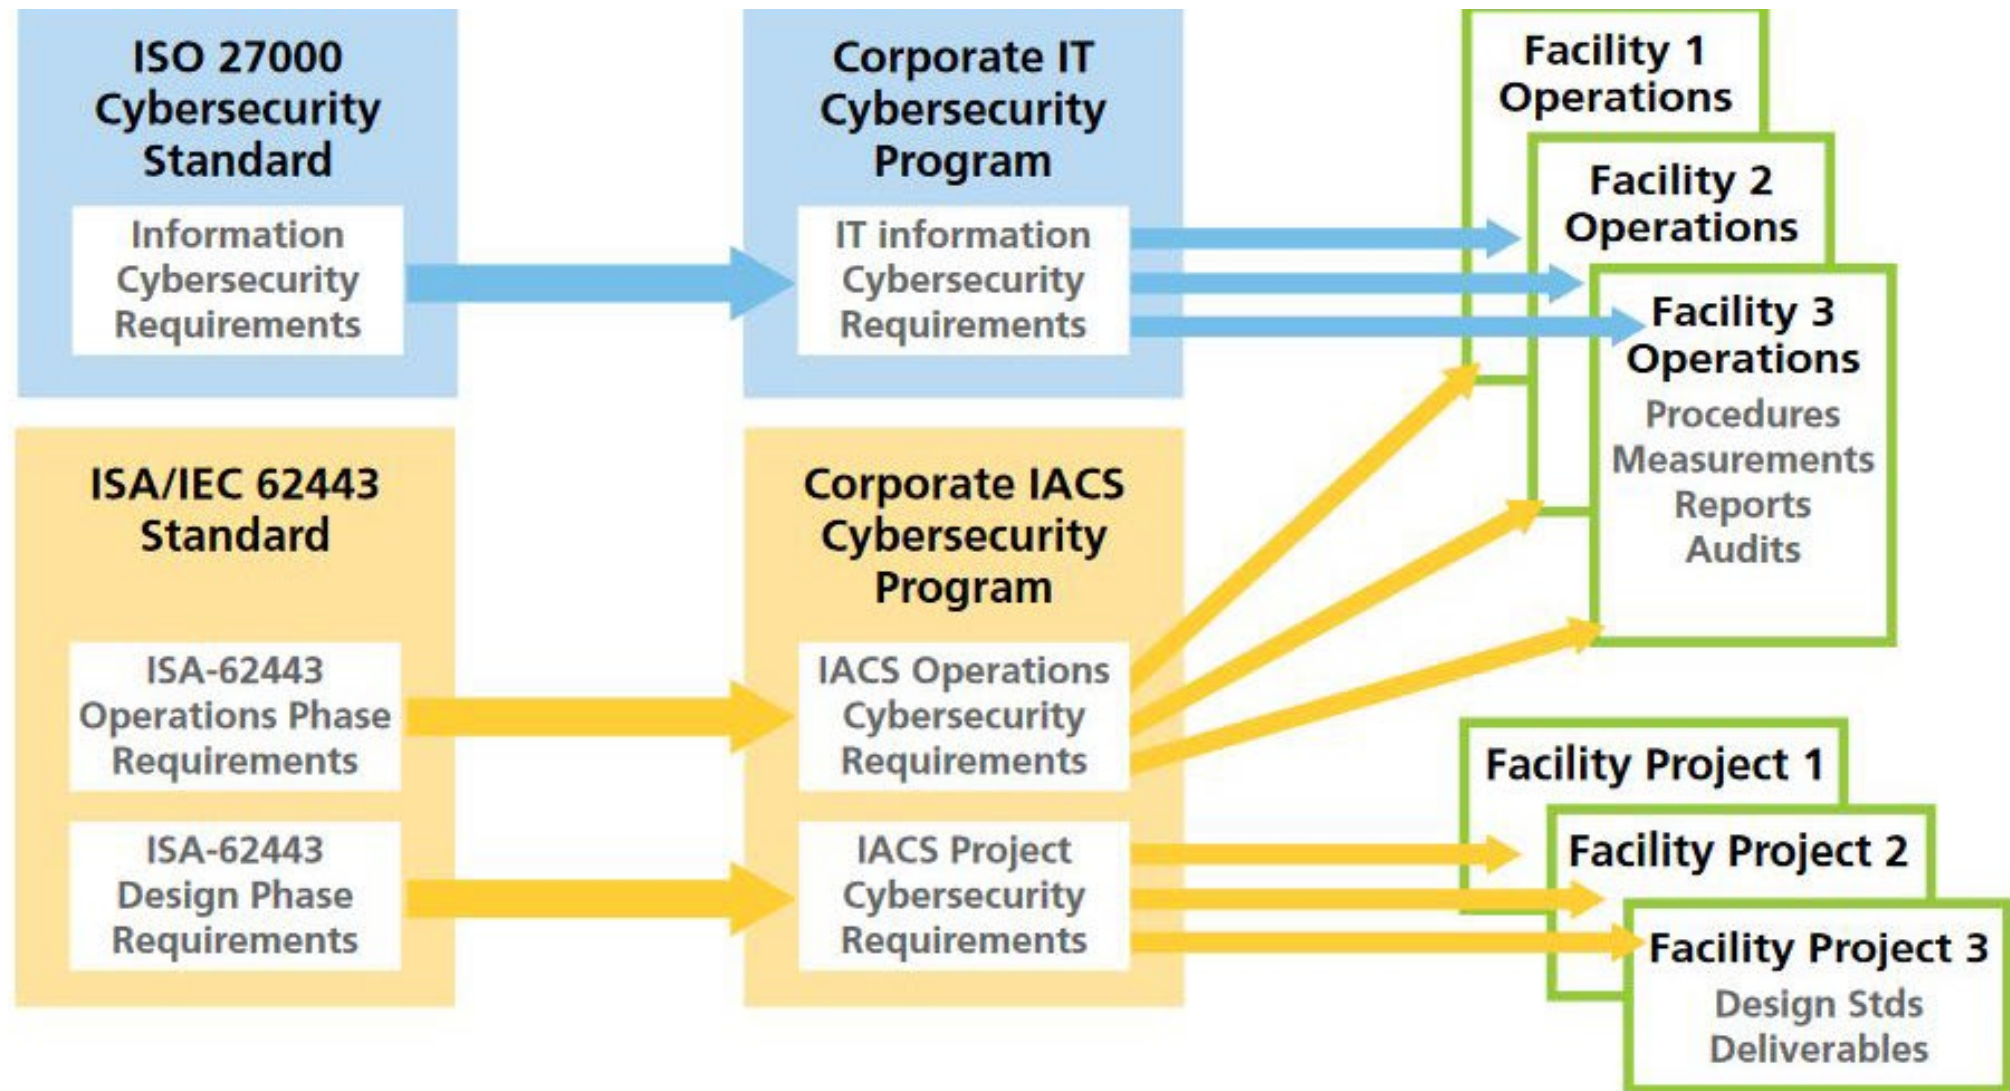 ISO 27000
Cybersecurity
Standard
Information
Cybersecurity
Requirements
Corporate IT
Cybersecurity
Program
IT information
Cybersecurity
Requirements
Facility 1
Operations
Facility 2
Operations
Facility 3
Operations
Procedures
Measurements
Reports
Audits
ISA/IEC 62443
Standard
ISA-62443
Operations Phase
Requirements
ISA-62443
Design Phase
Requirements
Corporate IACS
Cybersecurity
Program
IACS Operations
Cybersecurity
Requirements
IACS Project
Cybersecurity
Requirements
Facility Project 1
Facility Project 2
Facility Project 3
Design Stds
Deliverables